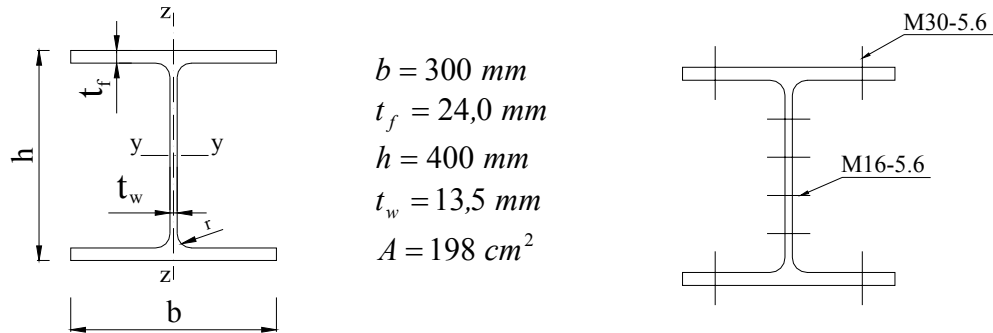 z
t_f
h
y y
t_w
r
z
b
b = 300 mm
t_f = 24,0 mm
h = 400 mm
t_w = 13,5 mm
A = 198 cm²
M30-5.6
M16-5.6